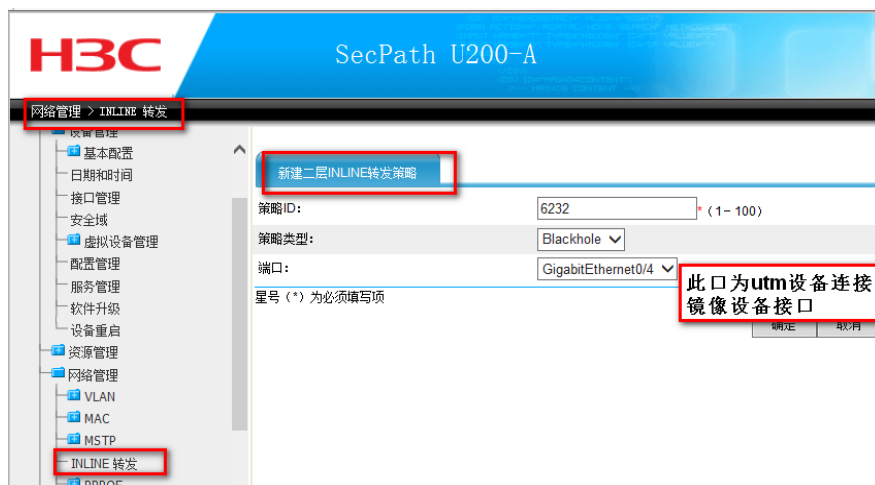 H3C
SecPath U200-A
网络管理 > INLINE 转发
设备管理
基本配置
日期和时间
接口管理
安全域
虚拟设备管理
配置管理
服务管理
软件升级
设备重启
资源管理
网络管理
VLAN
MAC
MSTP
INLINE 转发
新建二层INLINE转发策略
策略ID: 6232 * (1- 100)
策略类型: Blackhole
端口: GigabitEthernet0/4
星号 (*) 为必须填写项
此口为utm设备连接
镜像设备接口
确定 取消